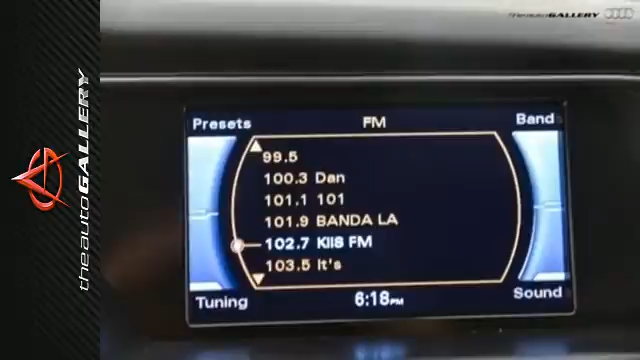 theautoGALLERY
theautoGALLERY
Presets
FM
Band
99.5
100.3 Dan
101.1 101
101.9 BANDA LA
102.7 KIIS FM
103.5 It's
Tuning
6:18PM
Sound